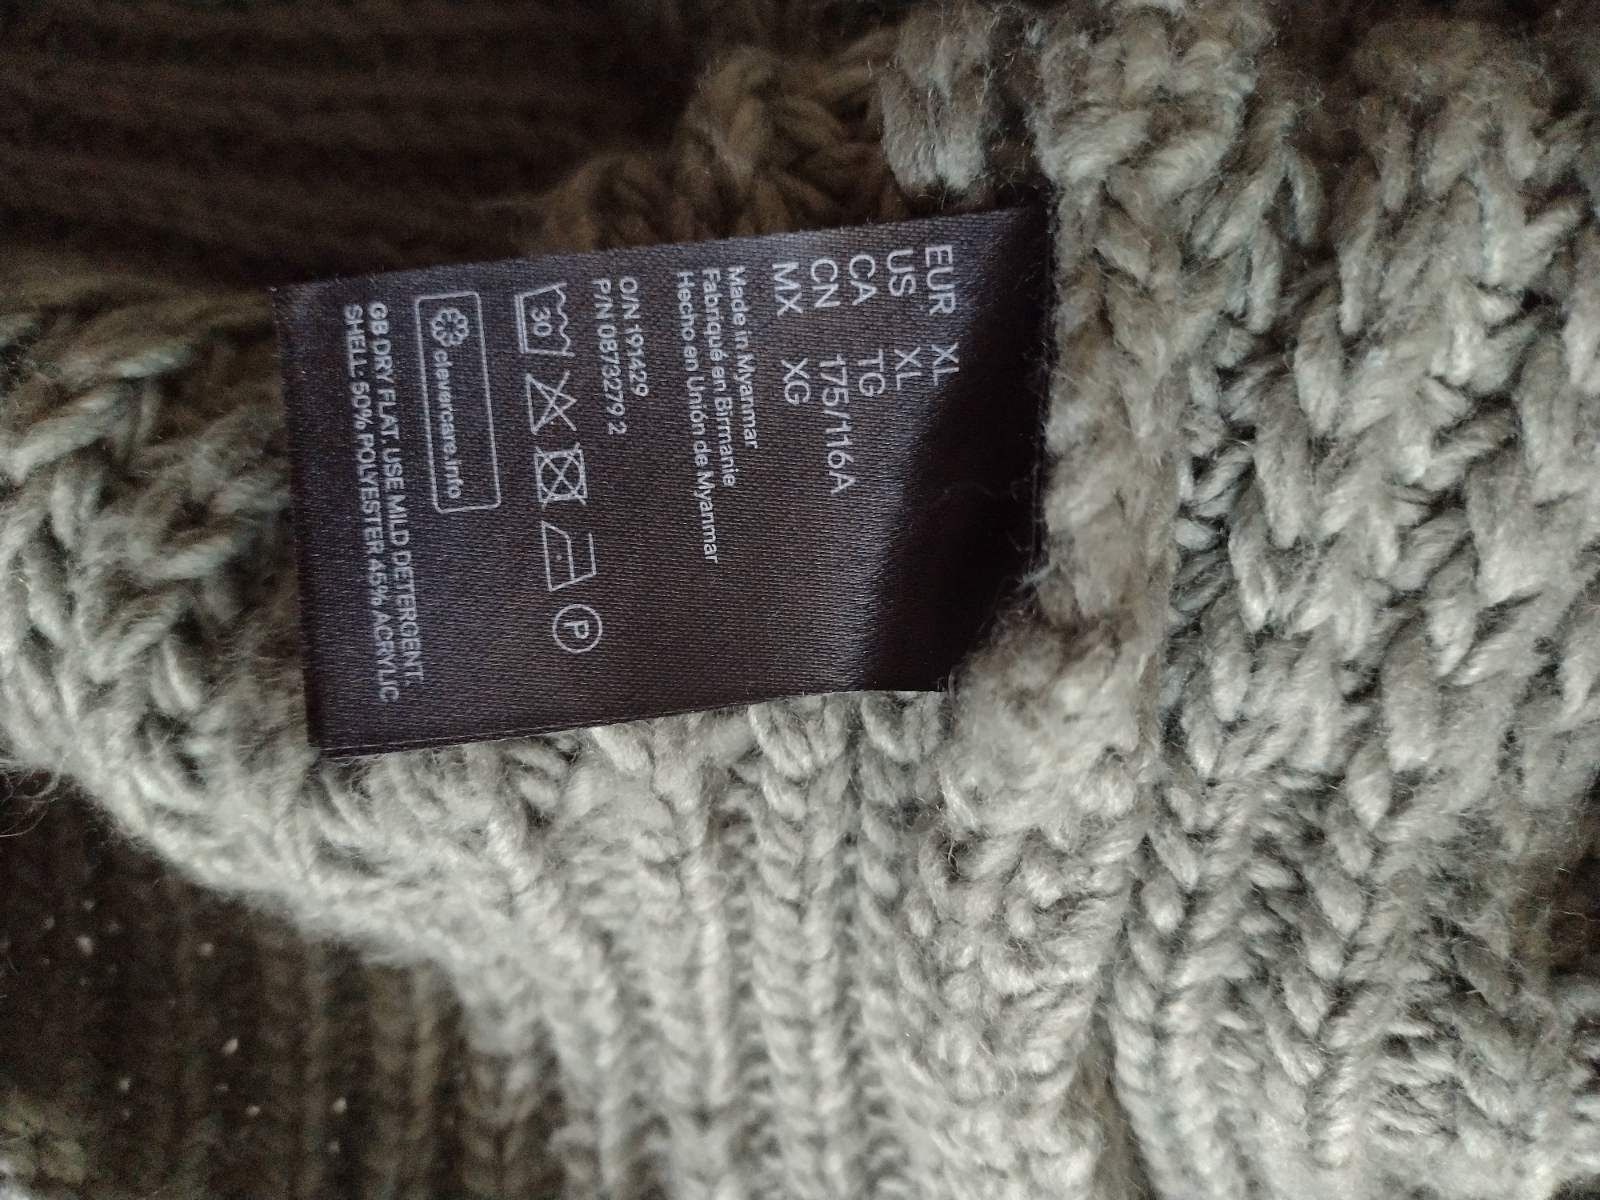 EUR XL
US XL
CA TG
CN 175/116A
MX XG
Made in Myanmar
Fabriqué en Birmanie
Hecho en Unión de Myanmar
O/N 191429
P/N 0873279 2
30
P
clevercare.info
GB DRY FLAT. USE MILD DETERGENT.
SHELL 50% POLYESTER 45% ACRYLIC